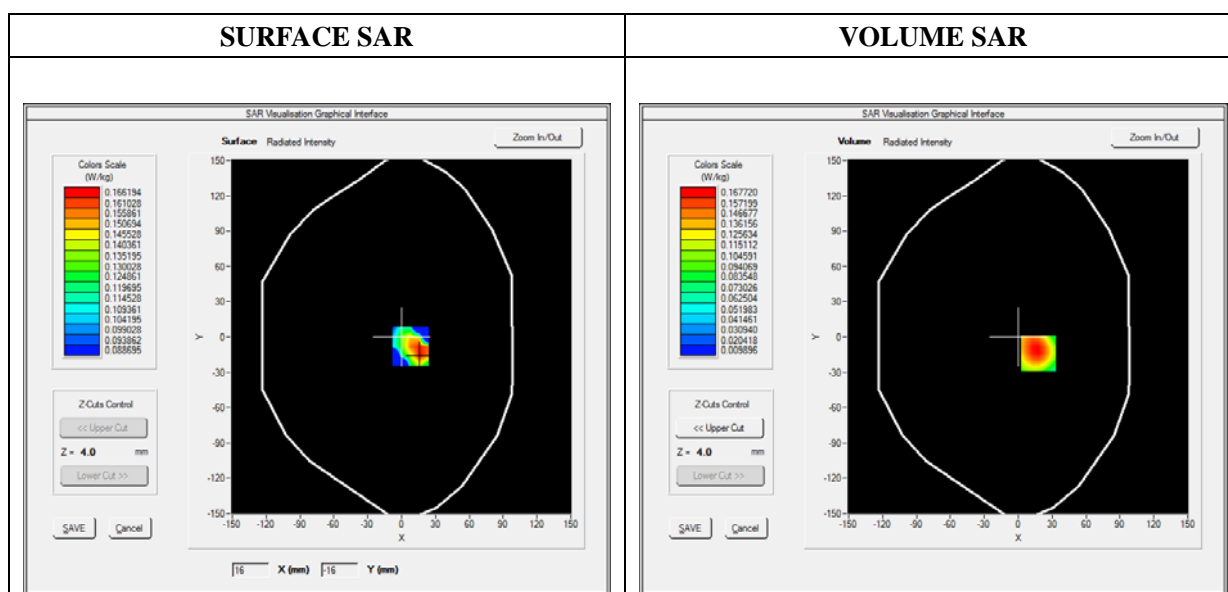 SURFACE SAR
VOLUME SAR
SAR Visualisation Graphical Interface
Surface Radiated Intensity
Zoom In/Out
Colors Scale
(W/kg)
0.166194
0.161028
0.155861
0.150694
0.145528
0.140361
0.135195
0.130028
0.124861
0.119695
0.114528
0.109361
0.104195
0.099028
0.093862
0.088695
150
120
90
60
30
0
-30
-60
-90
-120
-150
Y
-150 -120 -90 -60 -30 0 30 60 90 120 150
X
Z-Cuts Control
<< Upper Cut
Z = 4.0 mm
Lower Cut >>
SAVE Cancel
16 X (mm) -16 Y (mm)
SAR Visualisation Graphical Interface
Volume Radiated Intensity
Zoom In/Out
Colors Scale
(W/kg)
0.167720
0.157199
0.146677
0.136156
0.125634
0.115112
0.104591
0.094069
0.083548
0.073026
0.062504
0.051983
0.041461
0.030940
0.020418
0.009896
150
120
90
60
30
0
-30
-60
-90
-120
-150
Y
-150 -120 -90 -60 -30 0 30 60 90 120 150
X
Z-Cuts Control
<< Upper Cut
Z = 4.0 mm
Lower Cut >>
SAVE Cancel